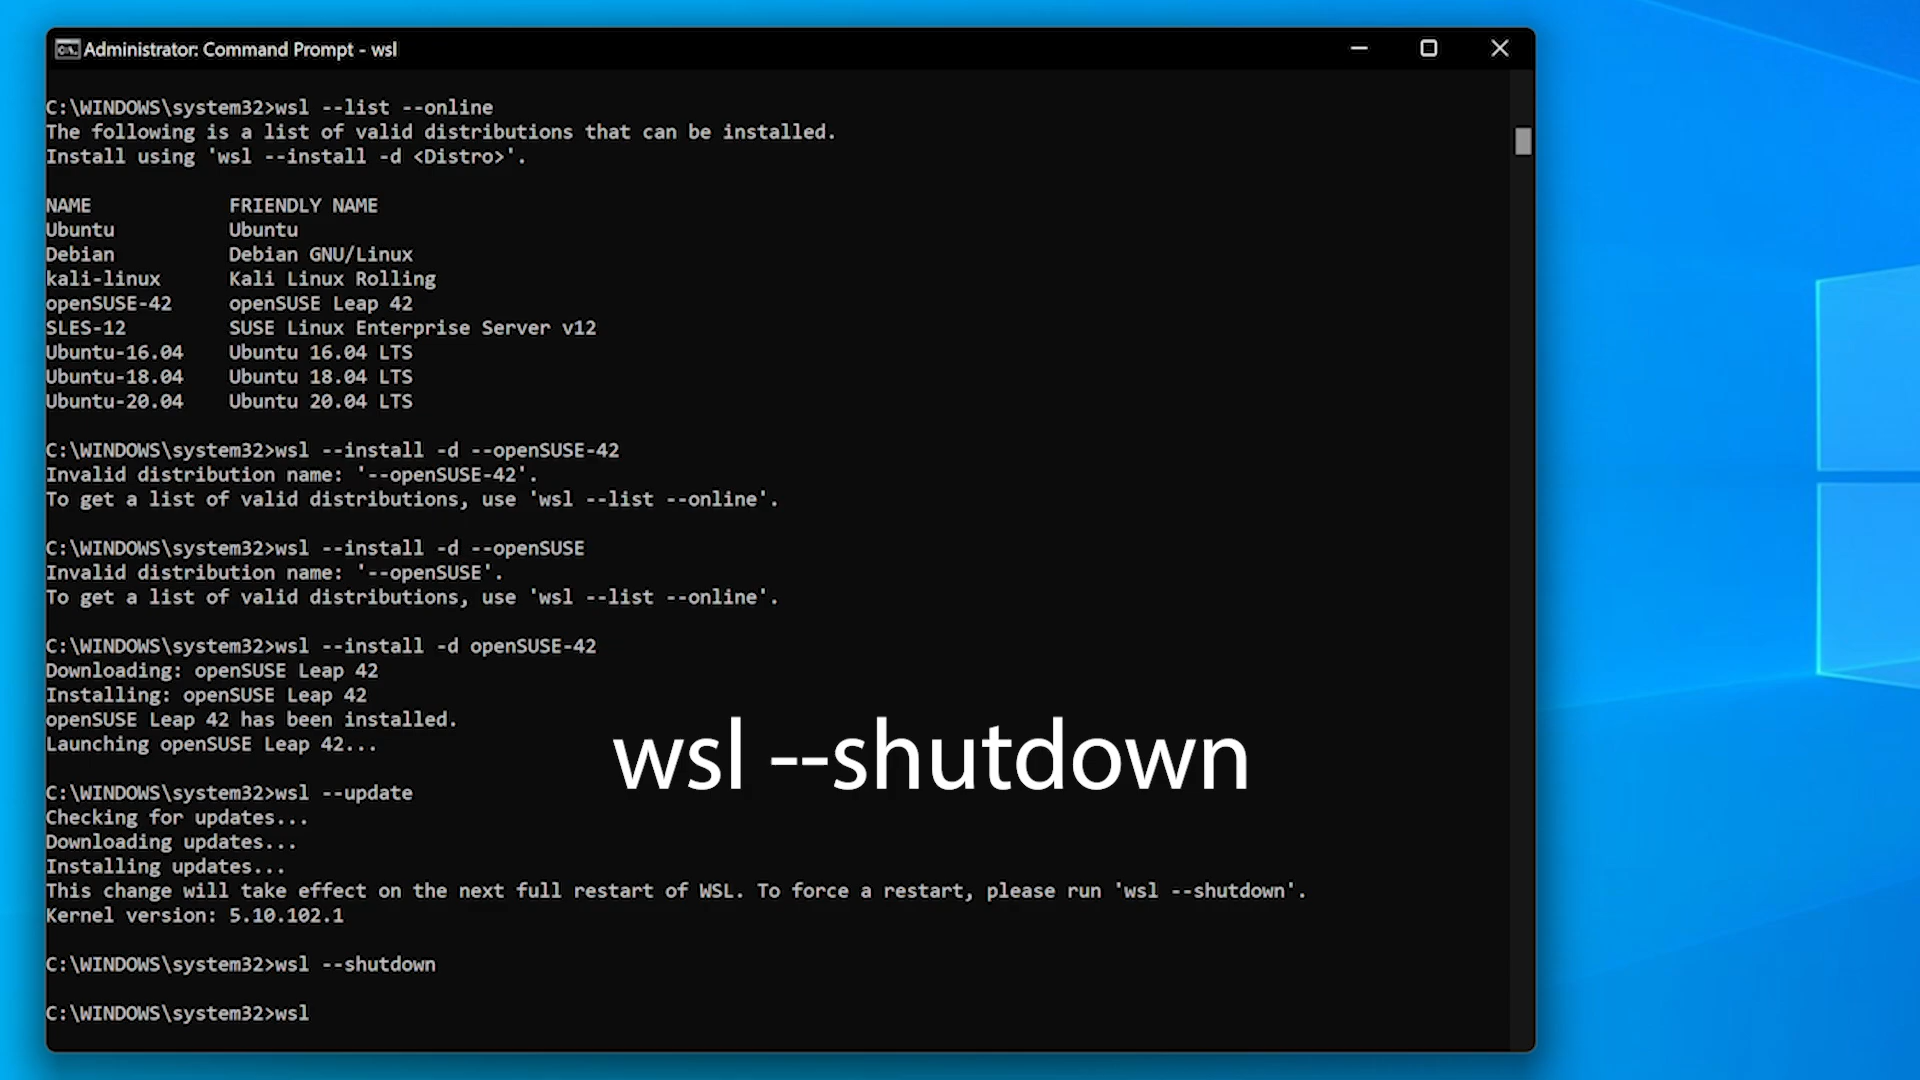 Administrator: Command Prompt - wsl
C:\WINDOWS\system32>wsl --list --online
The following is a list of valid distributions that can be installed.
Install using 'wsl --install -d <Distro>'.
NAME            FRIENDLY NAME
Ubuntu          Ubuntu
Debian          Debian GNU/Linux
kali-linux      Kali Linux Rolling
openSUSE-42     openSUSE Leap 42
SLES-12         SUSE Linux Enterprise Server v12
Ubuntu-16.04    Ubuntu 16.04 LTS
Ubuntu-18.04    Ubuntu 18.04 LTS
Ubuntu-20.04    Ubuntu 20.04 LTS
C:\WINDOWS\system32>wsl --install -d --openSUSE-42
Invalid distribution name: '--openSUSE-42'.
To get a list of valid distributions, use 'wsl --list --online'.
C:\WINDOWS\system32>wsl --install -d --openSUSE
Invalid distribution name: '--openSUSE'.
To get a list of valid distributions, use 'wsl --list --online'.
C:\WINDOWS\system32>wsl --install -d openSUSE-42
Downloading: openSUSE Leap 42
Installing: openSUSE Leap 42
openSUSE Leap 42 has been installed.
Launching openSUSE Leap 42...
wsl --shutdown
C:\WINDOWS\system32>wsl --update
Checking for updates...
Downloading updates...
Installing updates...
This change will take effect on the next full restart of WSL. To force a restart, please run 'wsl --shutdown'.
Kernel version: 5.10.102.1
C:\WINDOWS\system32>wsl --shutdown
C:\WINDOWS\system32>wsl